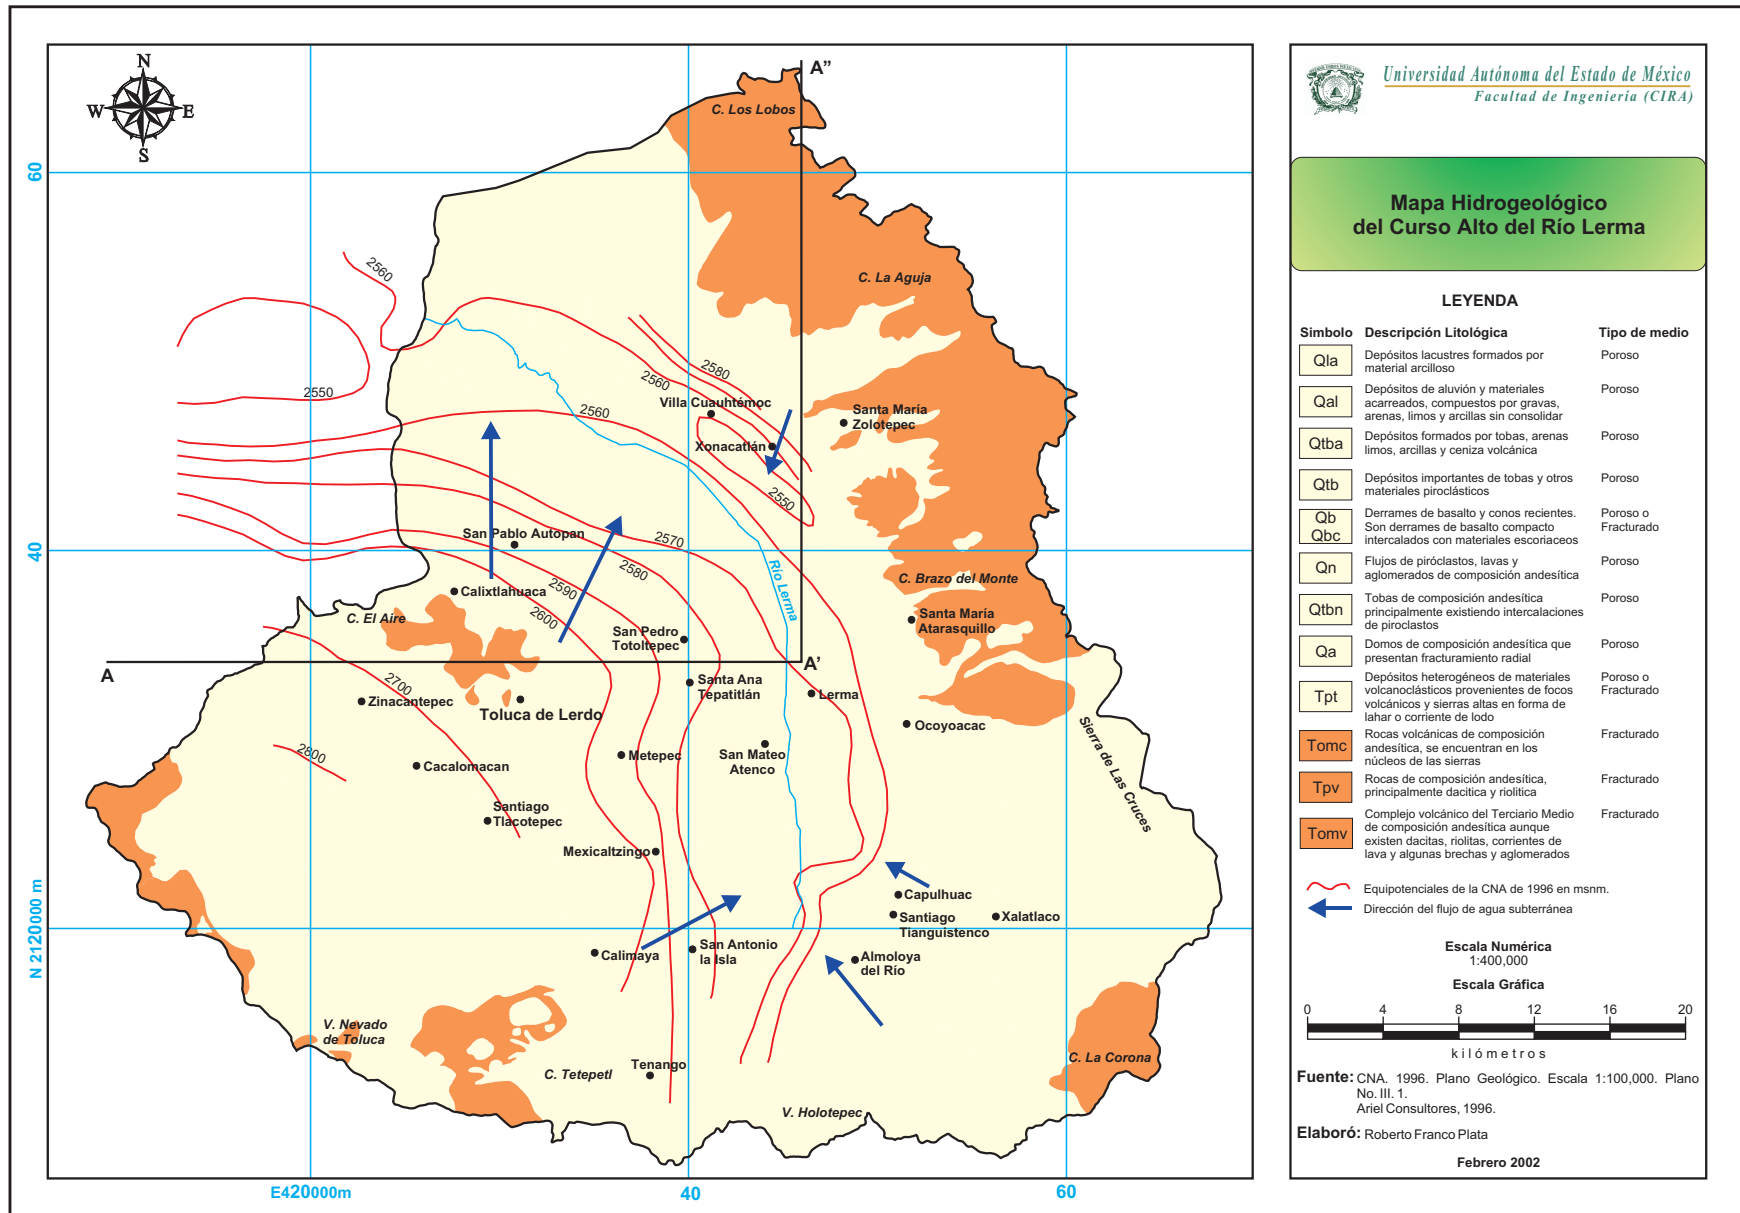 N
W
E
S
A”
C. Los Lobos
60
C. La Aguja
2560
2550
2580
2560
2560
Villa Cuauhtémoc
Santa María
Zolotepec
Xonacatlán
2550
San Pablo Autopan
40
2570
2580
2590
2600
Río Lerma
C. Brazo del Monte
Calixtlahuaca
C. El Aire
Santa María
Atarasquillo
San Pedro
Totoltepec
A
A'
2700
Zinacantepec
Santa Ana
Tepatitlán
Lerma
Toluca de Lerdo
Ocoyoacac
2800
Metepec
San Mateo
Atenco
Sierra de Las Cruces
Cacalomacan
Santiago
Tlacotepec
Mexicaltzingo
Capulhuac
Santiago
Tianguistenco
Xalatlaco
N 2120000 m
Calimaya
San Antonio
la Isla
Almoloya
del Río
V. Nevado
de Toluca
C. La Corona
C. Tetepetl
Tenango
V. Holotepec
E420000m
40
60
Universidad Autónoma del Estado de México
Facultad de Ingeniería (CIRA)
Mapa Hidrogeológico
del Curso Alto del Río Lerma
LEYENDA
Simbolo Descripción Litológica Tipo de medio
Qla Depósitos lacustres formados por Poroso
material arcilloso
Qal Depósitos de aluvión y materiales Poroso
acarreados, compuestos por gravas,
arenas, limos y arcillas sin consolidar
Qtba Depósitos formados por tobas, arenas Poroso
limos, arcillas y ceniza volcánica
Qtb Depósitos importantes de tobas y otros Poroso
materiales piroclásticos
Qb Derrames de basalto y conos recientes. Poroso o
Son derrames de basalto compacto Fracturado
Qbc intercalados con materiales escoriaceos
Qn Flujos de piróclastos, lavas y Poroso
aglomerados de composición andesítica
Qtbn Tobas de composición andesítica Poroso
principalmente existiendo intercalaciones
de piroclastos
Qa Domos de composición andesítica que Poroso
presentan fracturamiento radial
Tpt Depósitos heterogéneos de materiales Poroso o
volcanoclásticos provenientes de focos Fracturado
volcánicos y sierras altas en forma de
lahar o corriente de lodo
Tomc Rocas volcánicas de composición Fracturado
andesítica, se encuentran en los
núcleos de las sierras
Tpv Rocas de composición andesítica, Fracturado
principalmente dacitica y riolitica
Tomv Complejo volcánico del Terciario Medio Fracturado
de composición andesítica aunque
existen dacitas, riolitas, corrientes de
lava y algunas brechas y aglomerados
Equipotenciales de la CNA de 1996 en msnm.
Dirección del flujo de agua subterránea
Escala Numérica
1:400,000
Escala Gráfica
0 4 8 12 16 20
kilómetros
Fuente: CNA. 1996. Plano Geológico. Escala 1:100,000. Plano
No. III. 1.
Ariel Consultores, 1996.
Elaboró: Roberto Franco Plata
Febrero 2002